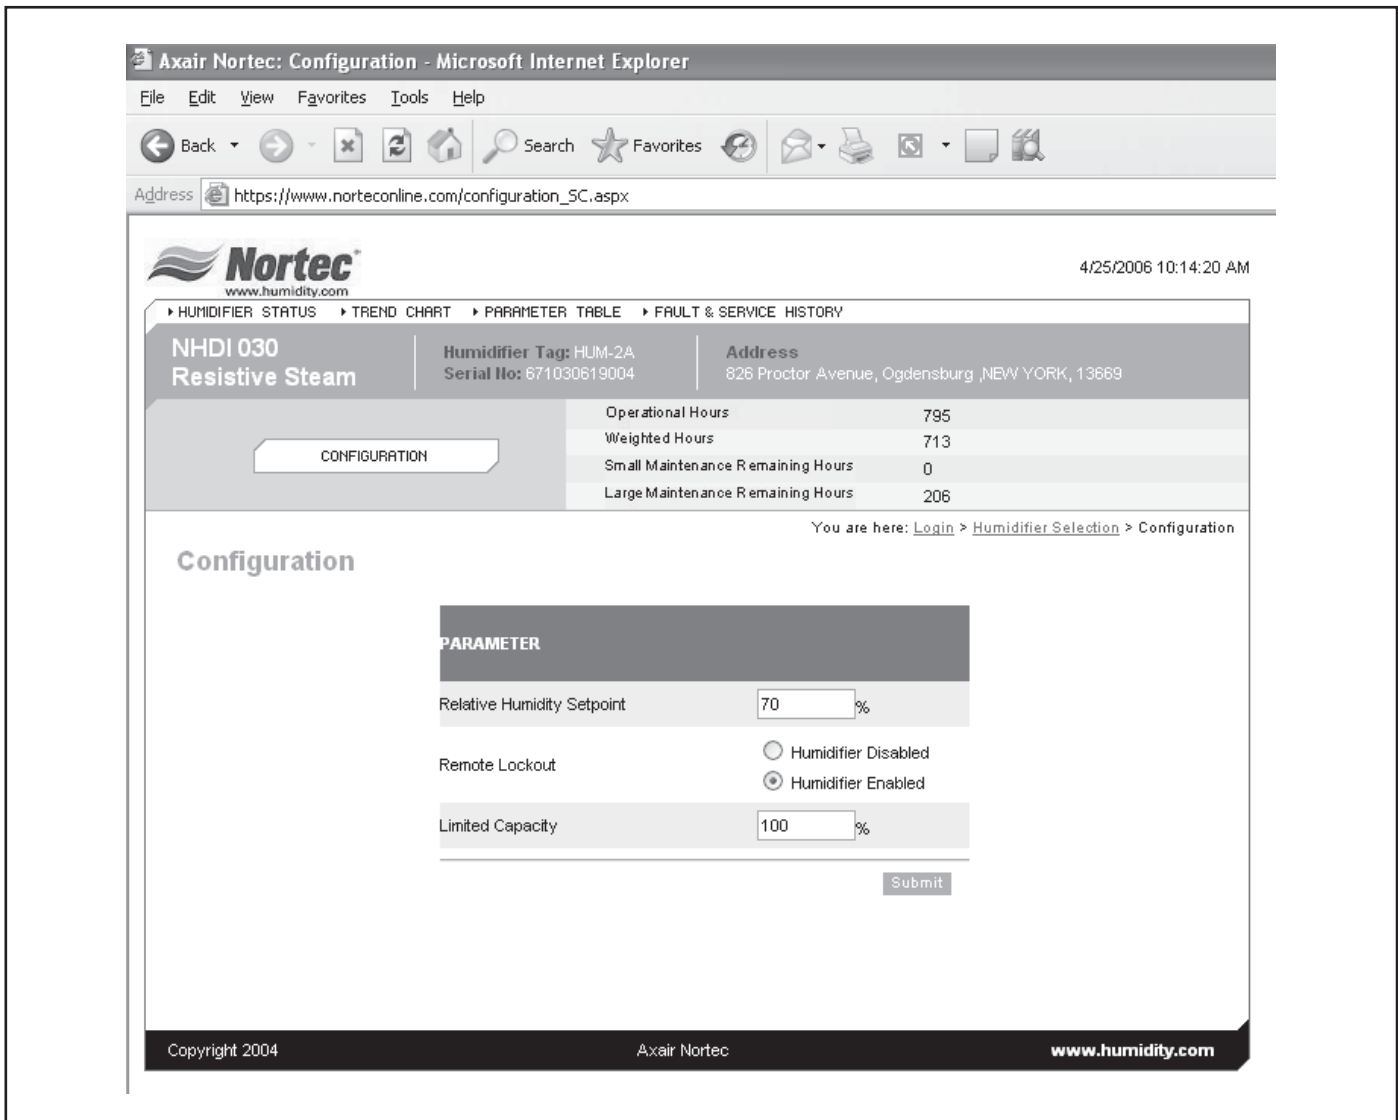 Axair Nortec: Configuration - Microsoft Internet Explorer
File Edit View Favorites Tools Help
Back Search Favorites
Address https://www.norteconline.com/configuration_SC.aspx
Nortec
www.humidity.com
4/25/2006 10:14:20 AM
HUMIDIFIER STATUS TREND CHART PARAMETER TABLE FAULT & SERVICE HISTORY
NHDI 030
Resistive Steam
Humidifier Tag: HUM-2A
Serial No: 671030619004
Address
826 Proctor Avenue, Ogdensburg ,NEW YORK, 13669
CONFIGURATION
Operational Hours 795
Weighted Hours 713
Small Maintenance Remaining Hours 0
Large Maintenance Remaining Hours 206
You are here: Login > Humidifier Selection > Configuration
Configuration
PARAMETER
Relative Humidity Setpoint 70 %
Remote Lockout
Humidifier Disabled
Humidifier Enabled
Limited Capacity 100 %
Submit
Copyright 2004 Axair Nortec www.humidity.com